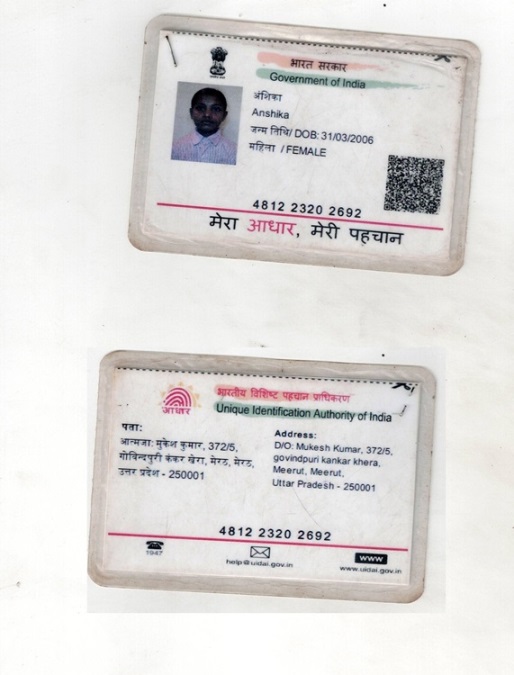 भारत सरकार
Government of India
अंशिका
Anshika
जन्म तिथि/ DOB: 31/03/2006
महिला / FEMALE
4812 2320 2692
मेरा आधार, मेरी पहचान
भारतीय विशिष्ट पहचान प्राधिकरण
Unique Identification Authority of India
आधार
पता:
आत्मजा: मुकेश कुमार, 372/5,
गोविन्दपुरी कंकर खेरा, मेरठ, मेरठ,
उत्तर प्रदेश - 250001
Address:
D/O: Mukesh Kumar, 372/5,
govindpuri kankar khera,
Meerut, Meerut,
Uttar Pradesh - 250001
4812 2320 2692
1947
help@uidai.gov.in
www
www.uidai.gov.in